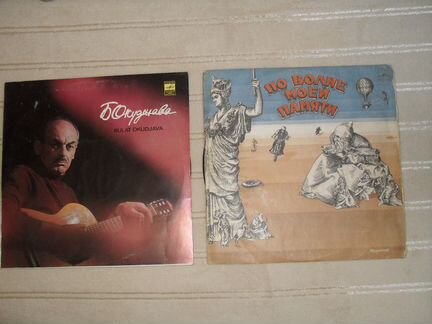 Б Окуджава
BULAT OKUDJAVA
ПО ВОЛНЕ
МОЕЙ
ПАМЯТИ